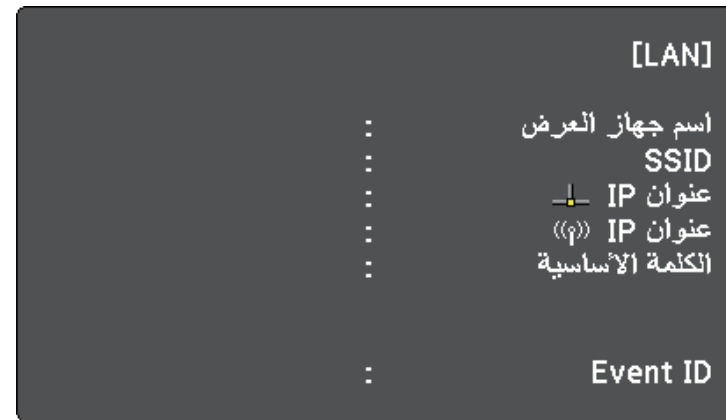 [LAN]
اسم جهاز العرض :
SSID :
عنوان IP :
عنوان IP :
الكلمة الأساسية :
Event ID :